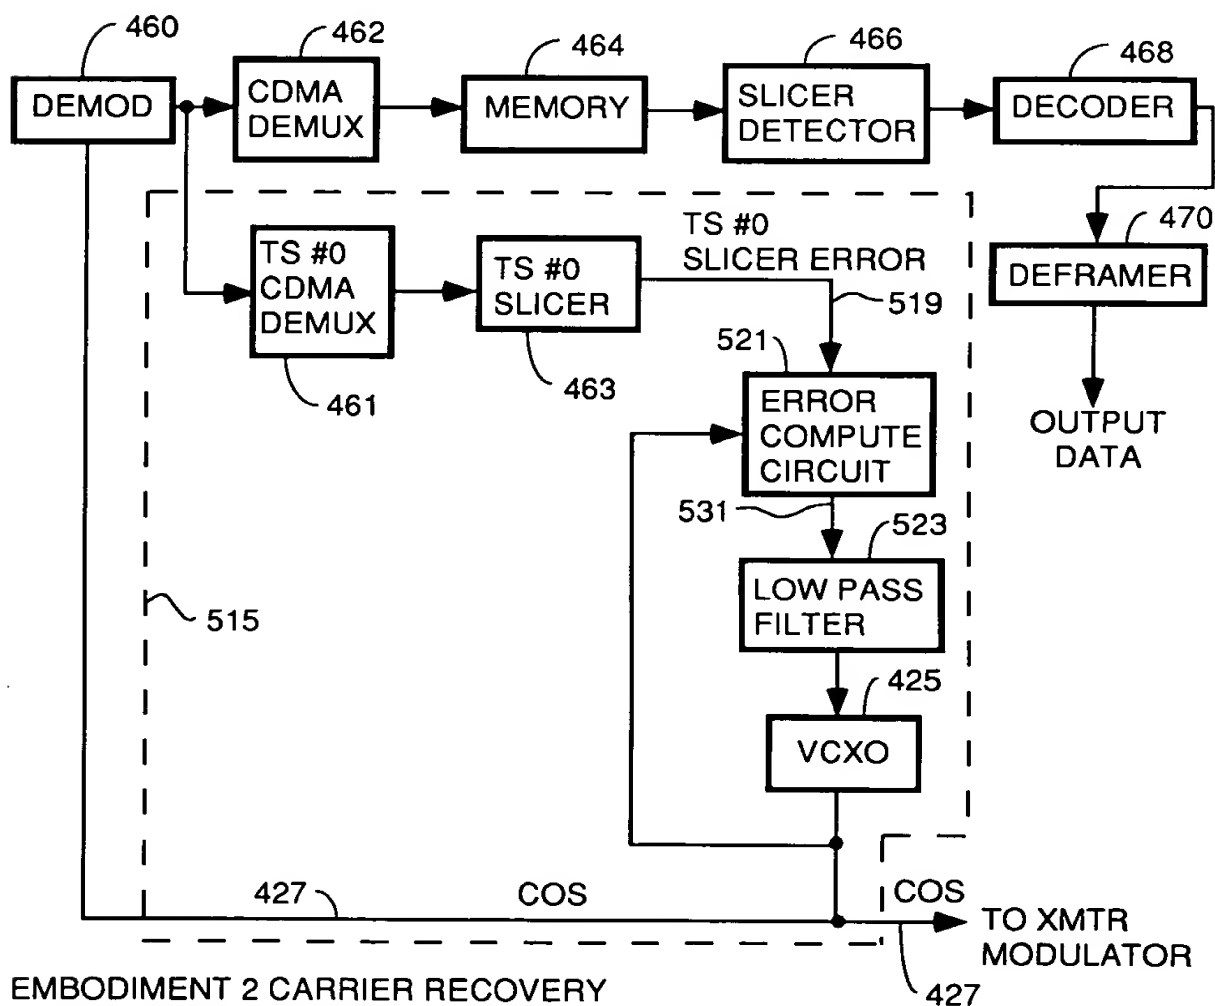 460
462
464
466
468
DEMOD
CDMA
DEMUX
MEMORY
SLICER
DETECTOR
DECODER
TS #0
CDMA
DEMUX
461
TS #0
SLICER
463
TS #0
SLICER ERROR
519
470
DEFRAMER
OUTPUT
DATA
521
ERROR
COMPUTE
CIRCUIT
531
523
LOW PASS
FILTER
515
425
VCXO
427
COS
COS
TO XMTR
MODULATOR
427
EMBODIMENT 2 CARRIER RECOVERY